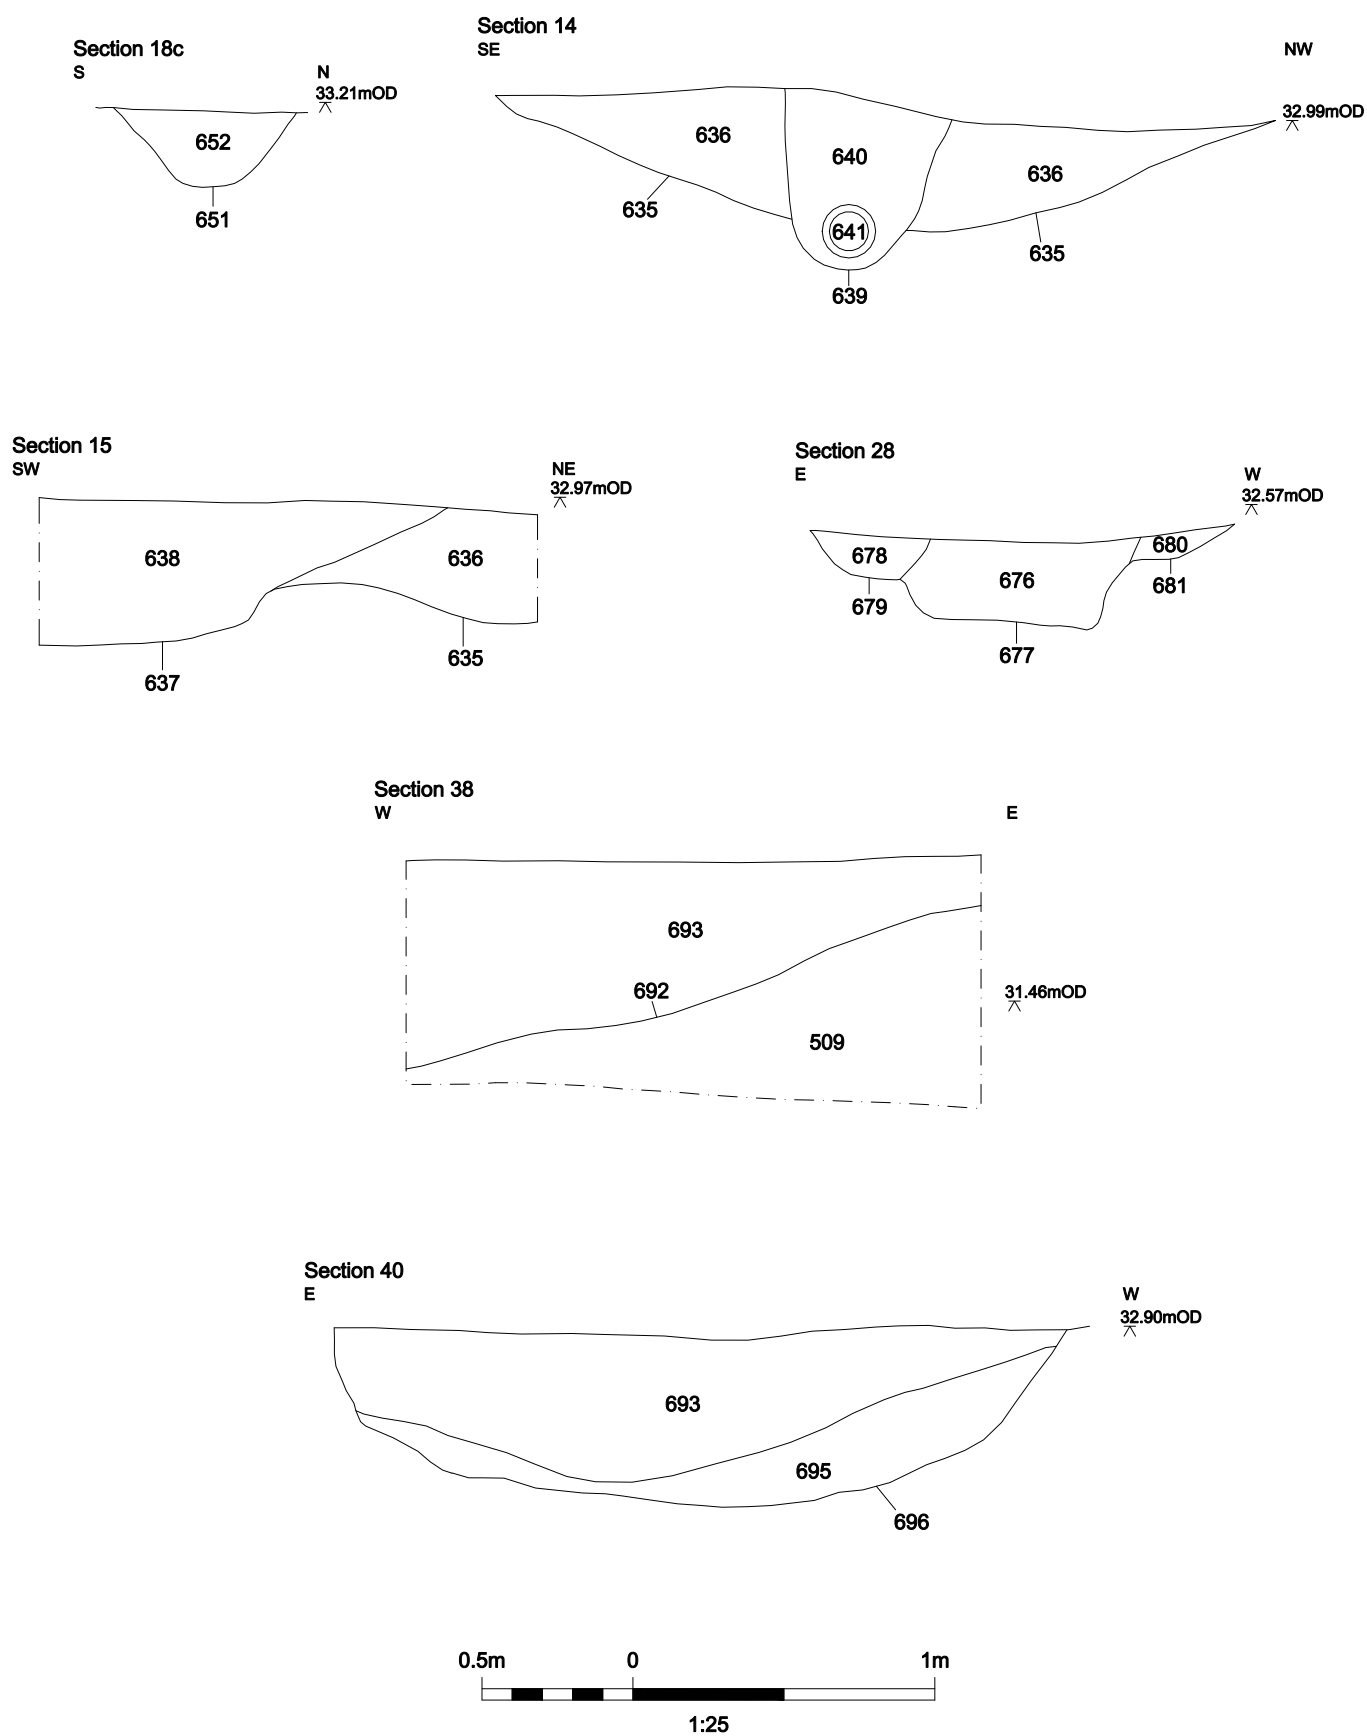 Section 18c
S
N
33.21mOD
652
651
Section 14
SE
NW
32.99mOD
636
640
636
635
641
635
639
Section 15
SW
NE
32.97mOD
638
636
635
637
Section 28
E
W
32.57mOD
678
680
676
681
679
677
Section 38
W
E
693
692
31.46mOD
509
Section 40
E
W
32.90mOD
693
695
696
0.5m 0 1m
1:25